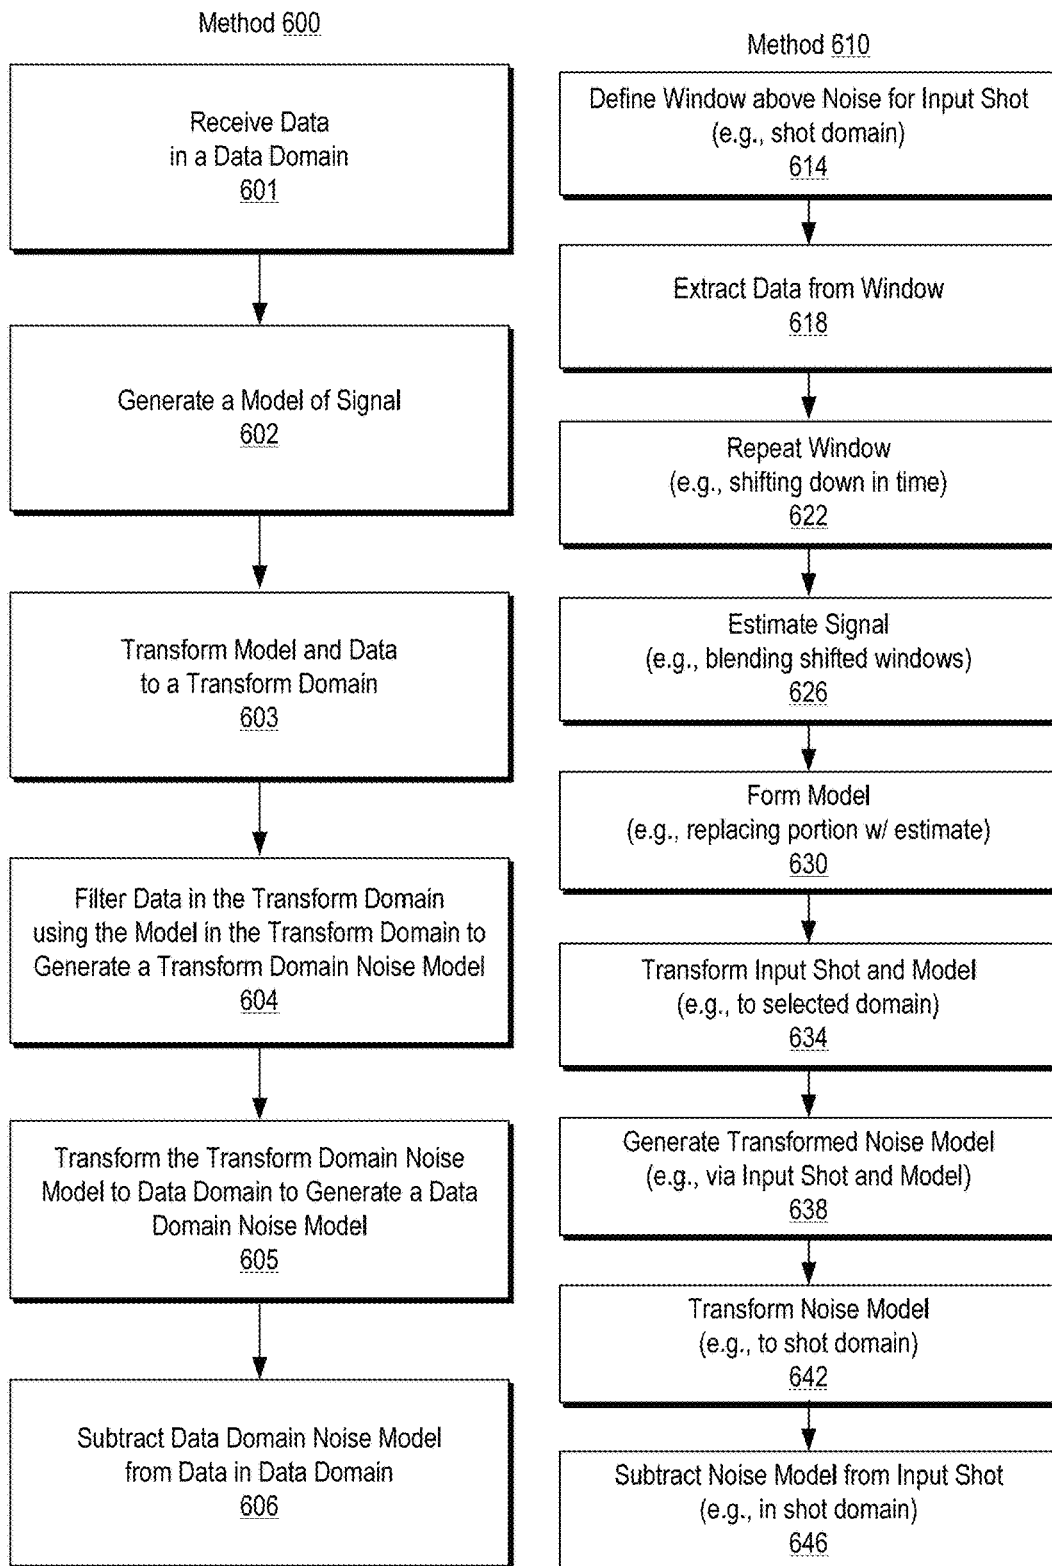 Method 600
Receive Data
in a Data Domain
601
Generate a Model of Signal
602
Transform Model and Data
to a Transform Domain
603
Filter Data in the Transform Domain
using the Model in the Transform Domain to
Generate a Transform Domain Noise Model
604
Transform the Transform Domain Noise
Model to Data Domain to Generate a Data
Domain Noise Model
605
Subtract Data Domain Noise Model
from Data in Data Domain
606
Method 610
Define Window above Noise for Input Shot
(e.g., shot domain)
614
Extract Data from Window
618
Repeat Window
(e.g., shifting down in time)
622
Estimate Signal
(e.g., blending shifted windows)
626
Form Model
(e.g., replacing portion w/ estimate)
630
Transform Input Shot and Model
(e.g., to selected domain)
634
Generate Transformed Noise Model
(e.g., via Input Shot and Model)
638
Transform Noise Model
(e.g., to shot domain)
642
Subtract Noise Model from Input Shot
(e.g., in shot domain)
646